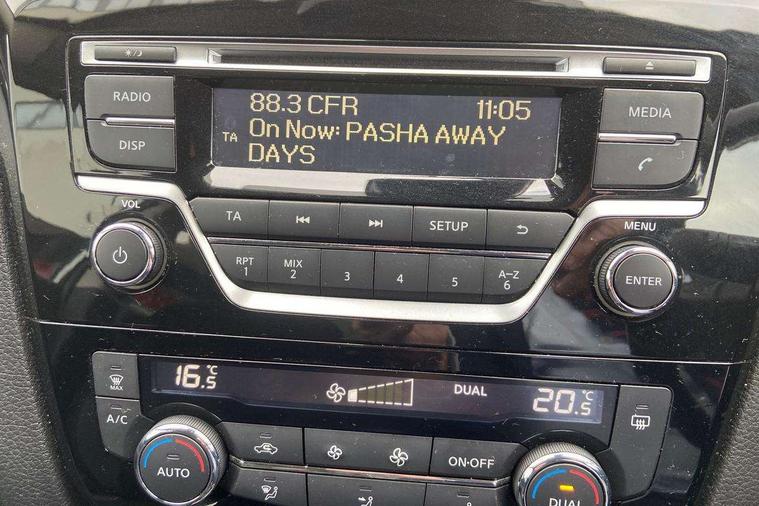 88.3 CFR 11:05
TA On Now: PASHA AWAY
DAYS
RADIO
DISP
MEDIA
VOL
TA
SETUP
MENU
ENTER
RPT
1
MIX
2
3
4
5
A-Z
6
16.5°C
DUAL
20.5°C
MAX
A/C
AUTO
ON·OFF
DUAL